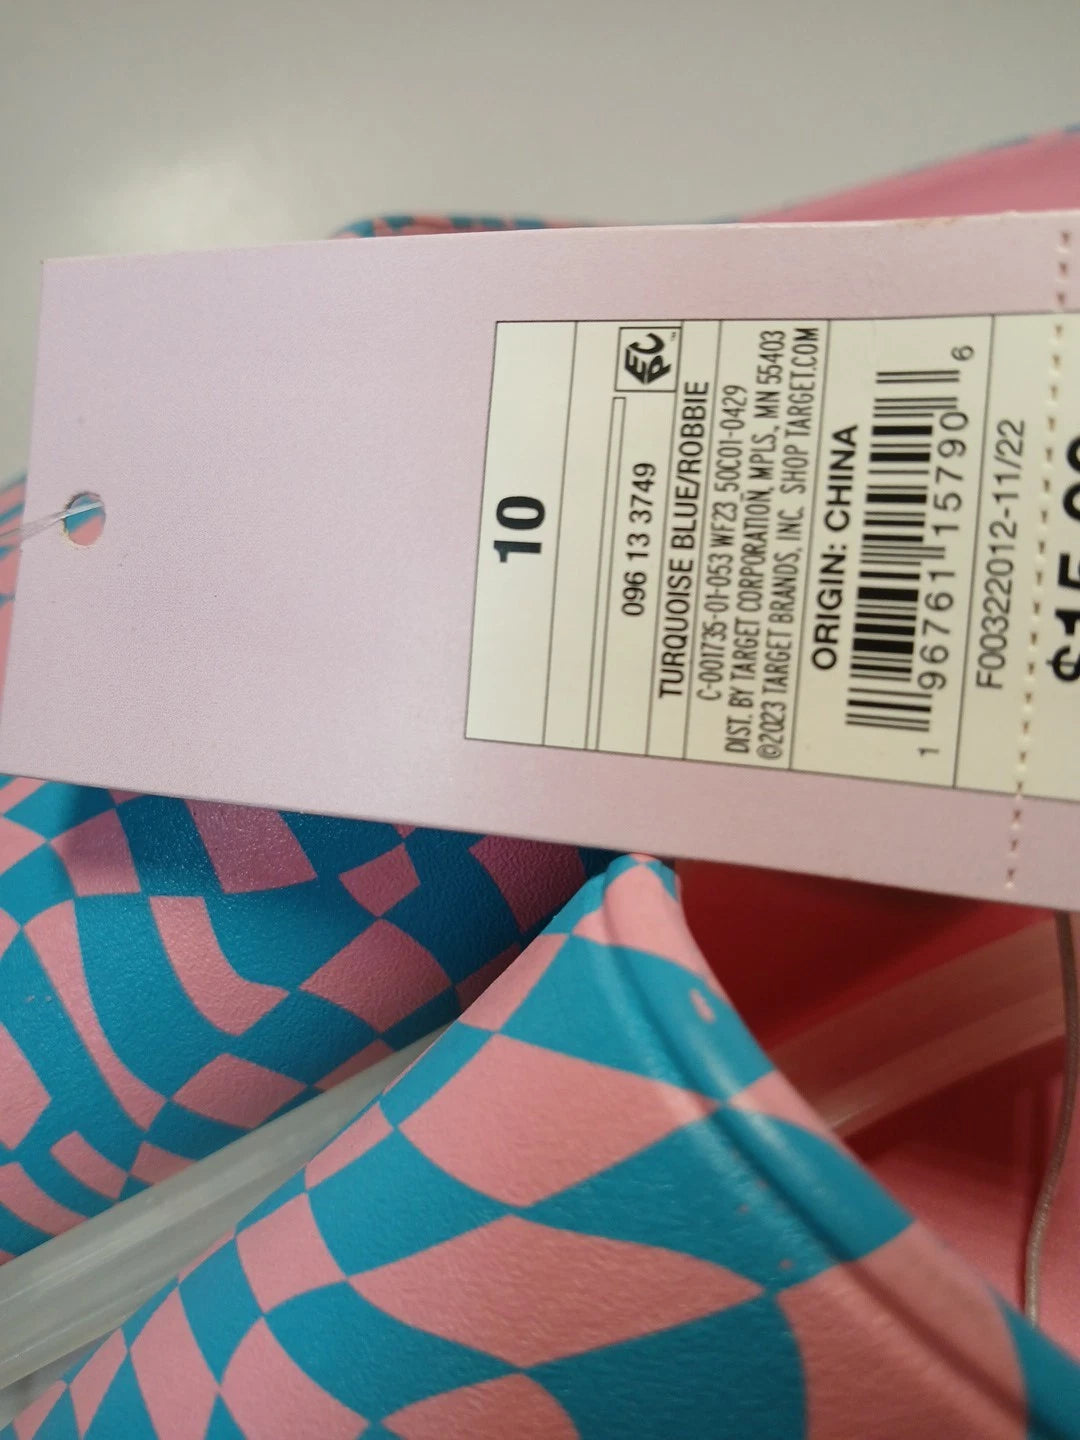 10
EPC
096 13 3749
TURQUOISE BLUE/ROBBIE
C-001735-01-053 WF23_50C01-0429
DIST. BY TARGET CORPORATION, MPLS., MN 55403
©2023 TARGET BRANDS, INC. SHOP TARGET.COM
ORIGIN: CHINA
1 96761 15790 6
F00322012-11/22